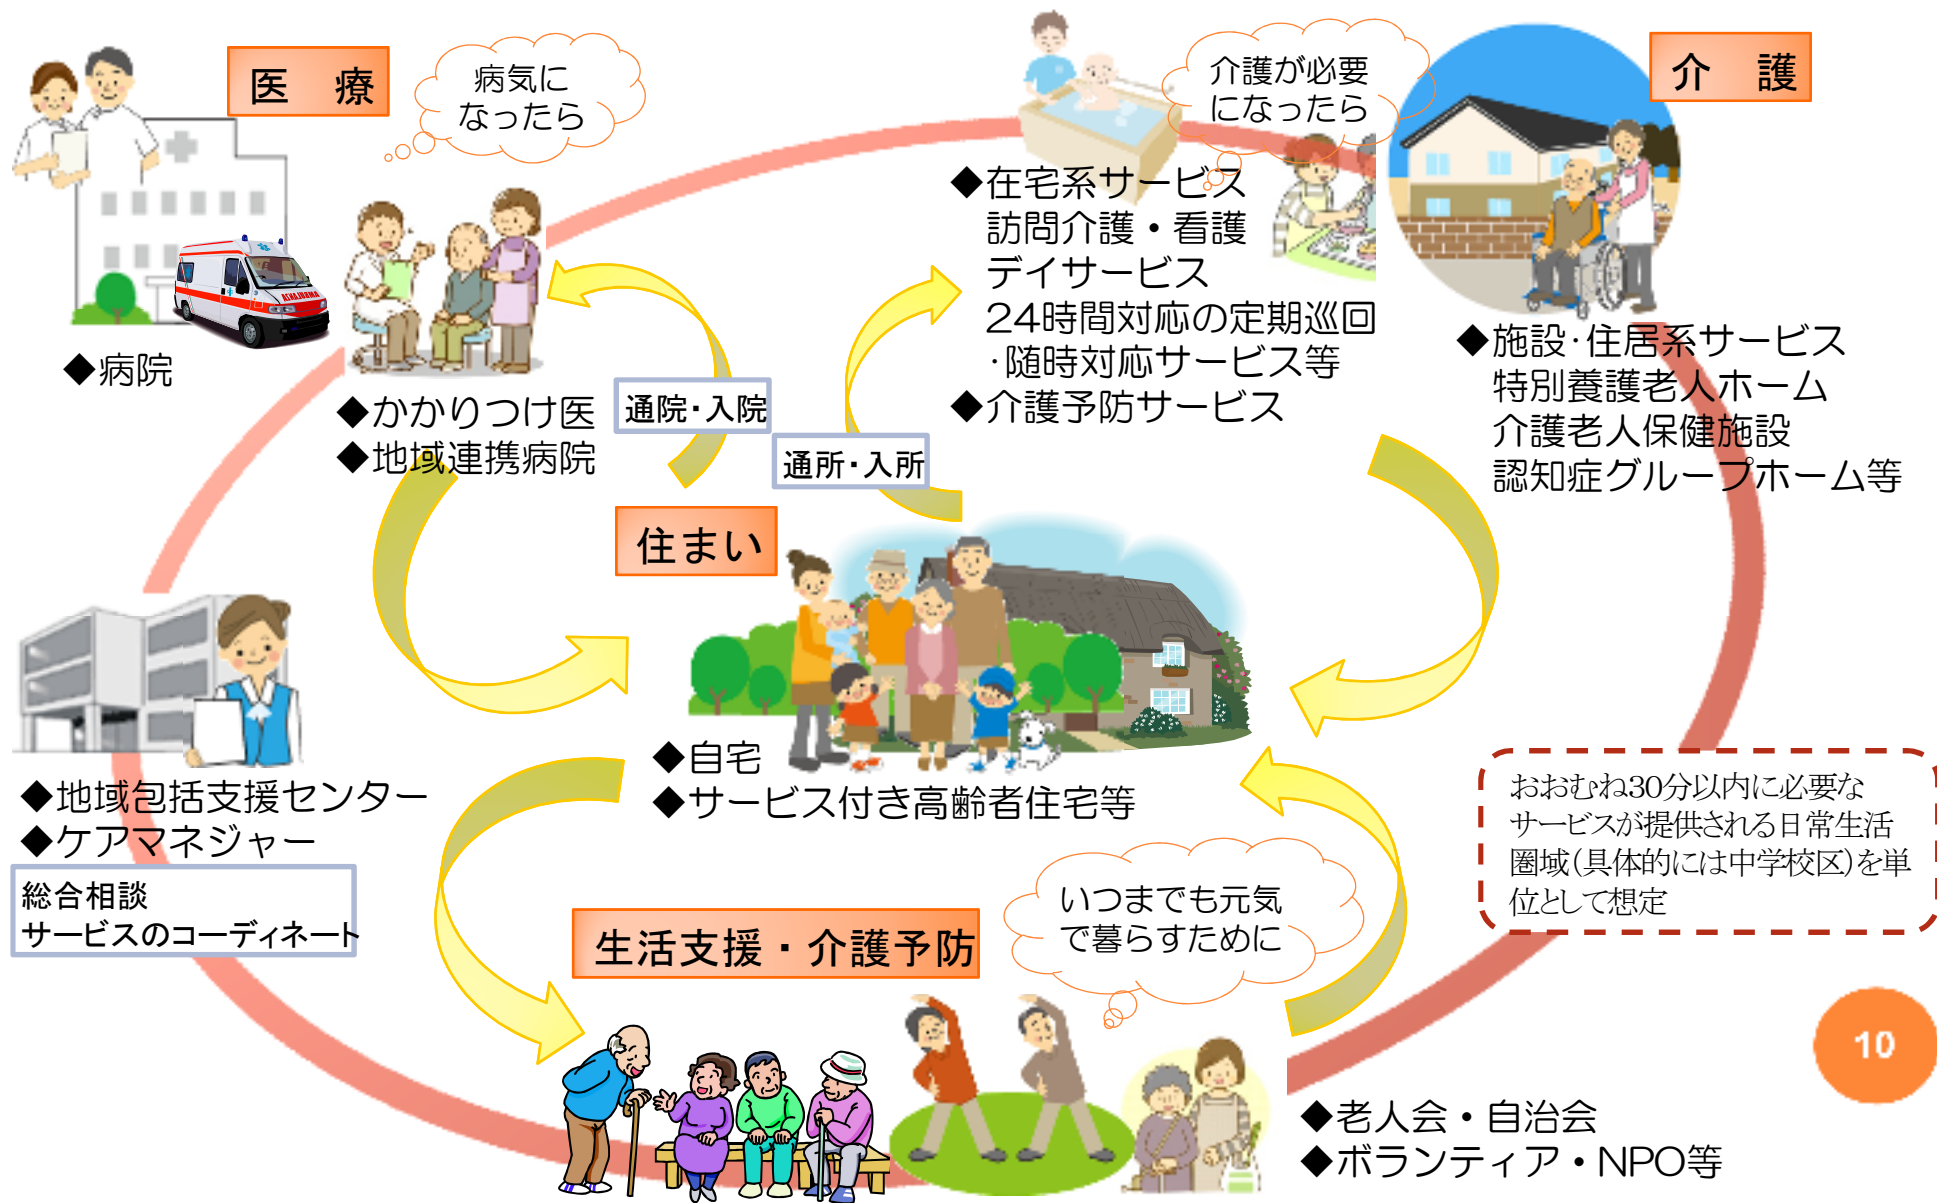 医　療
病気に
なったら
◆病院
◆かかりつけ医
◆地域連携病院
通院・入院
介護が必要
になったら
介　護
◆在宅系サービス
訪問介護・看護
デイサービス
24時間対応の定期巡回
・随時対応サービス等
◆介護予防サービス
通所・入所
◆施設・住居系サービス
特別養護老人ホーム
介護老人保健施設
認知症グループホーム等
住まい
◆自宅
◆サービス付き高齢者住宅等
◆地域包括支援センター
◆ケアマネジャー
総合相談
サービスのコーディネート
おおむね30分以内に必要な
サービスが提供される日常生活
圏域(具体的には中学校区)を単
位として想定
生活支援・介護予防
いつまでも元気
で暮らすために
◆老人会・自治会
◆ボランティア・NPO等
10